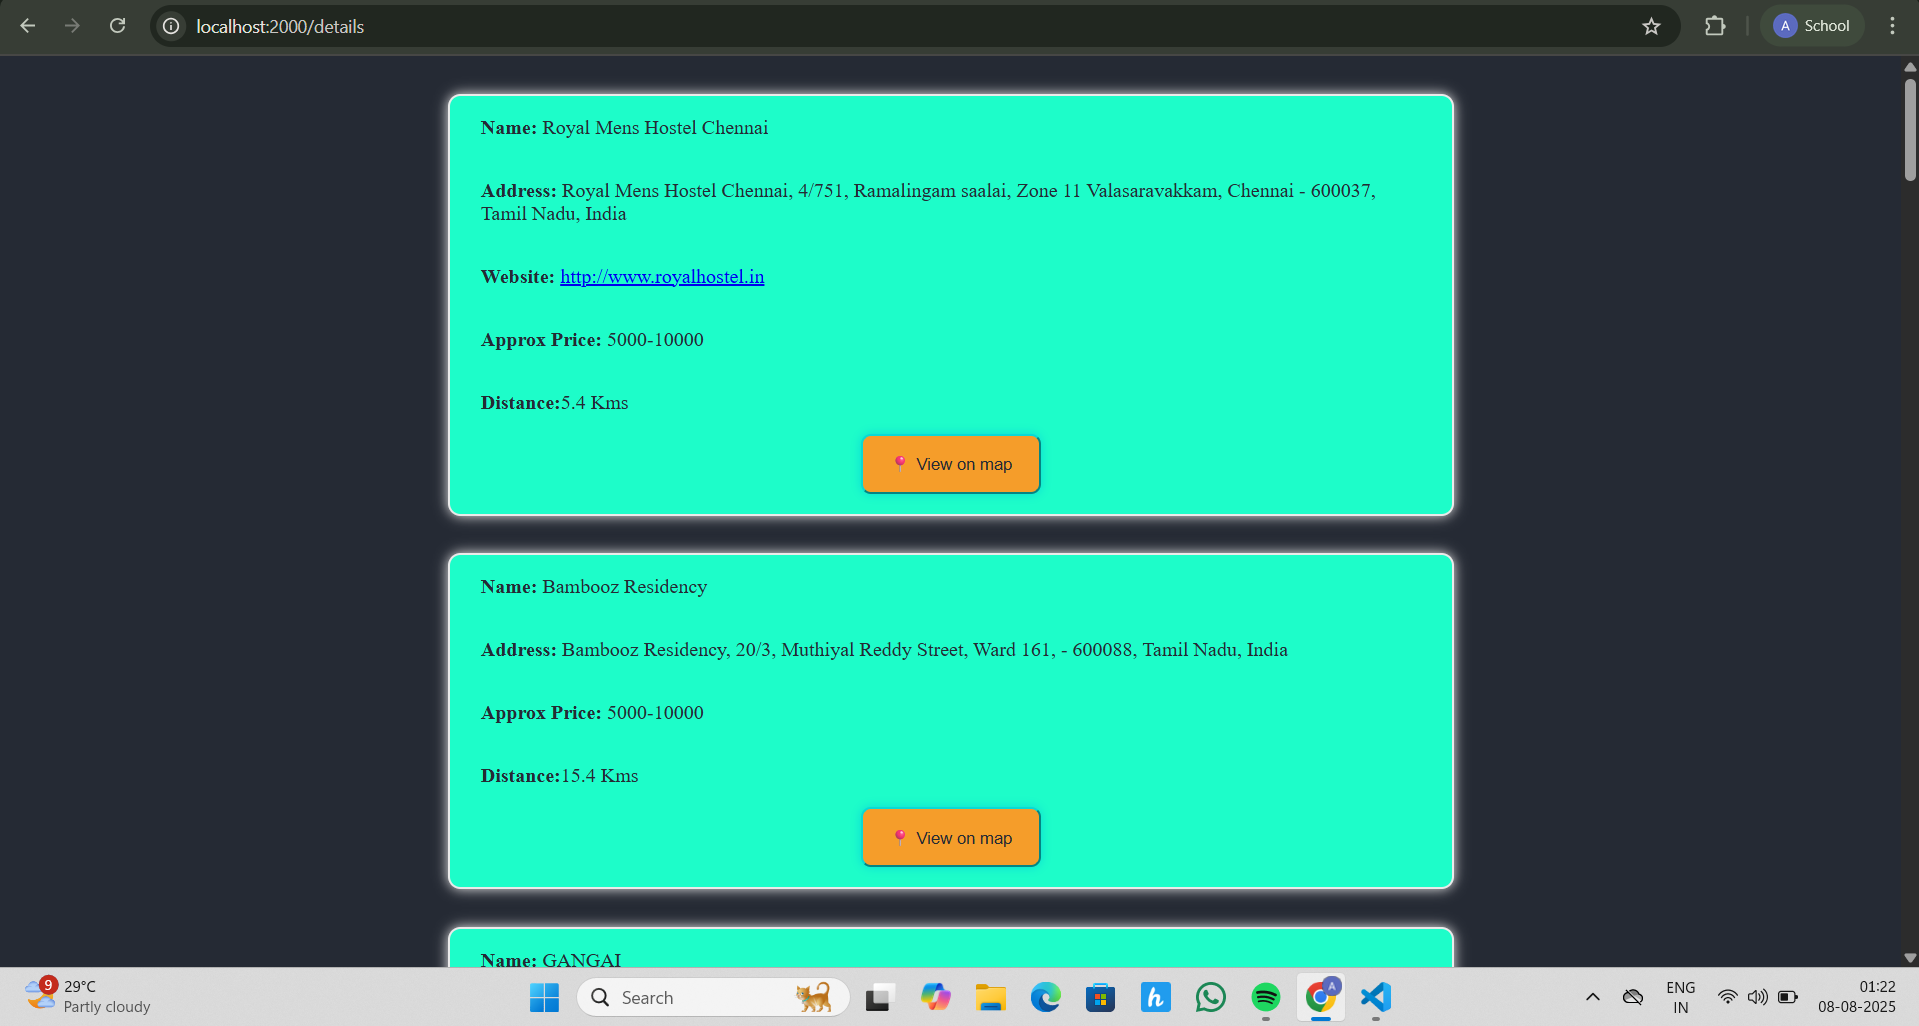 localhost:2000/details
A School
Name: Royal Mens Hostel Chennai
Address: Royal Mens Hostel Chennai, 4/751, Ramalingam saalai, Zone 11 Valasaravakkam, Chennai - 600037,
Tamil Nadu, India
Website: http://www.royalhostel.in
Approx Price: 5000-10000
Distance:5.4 Kms
📍 View on map
Name: Bambooz Residency
Address: Bambooz Residency, 20/3, Muthiyal Reddy Street, Ward 161, - 600088, Tamil Nadu, India
Approx Price: 5000-10000
Distance:15.4 Kms
📍 View on map
Name: GANGAI
9
29°C
Partly cloudy
Search
h
A
ENG
IN
01:22
08-08-2025